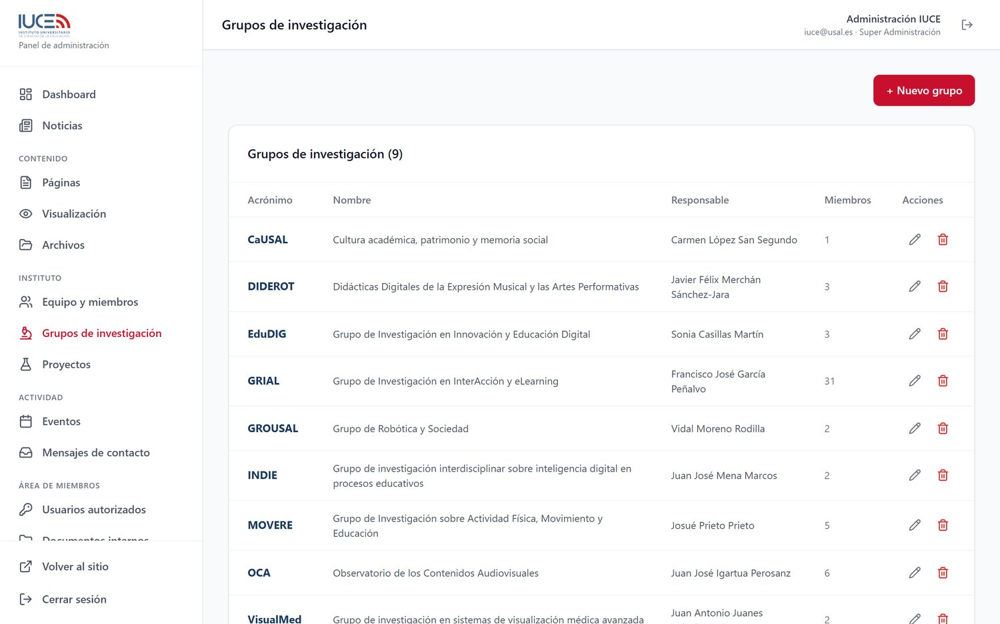 IUCE
INSTITUTO UNIVERSITARIO
DE CIENCIAS DE LA EDUCACIÓN
Panel de administración
Dashboard
Noticias
CONTENIDO
Páginas
Visualización
Archivos
INSTITUTO
Equipo y miembros
Grupos de investigación
Proyectos
ACTIVIDAD
Eventos
Mensajes de contacto
ÁREA DE MIEMBROS
Usuarios autorizados
Documentos internos
Volver al sitio
Cerrar sesión
Grupos de investigación
Administración IUCE
iuce@usal.es · Super Administración
+ Nuevo grupo
Grupos de investigación (9)
Acrónimo Nombre Responsable Miembros Acciones
CaUSAL Cultura académica, patrimonio y memoria social Carmen López San Segundo 1
DIDEROT Didácticas Digitales de la Expresión Musical y las Artes Performativas Javier Félix Merchán 3
Sánchez-Jara
EduDIG Grupo de Investigación en Innovación y Educación Digital Sonia Casillas Martín 3
GRIAL Grupo de Investigación en InterAcción y eLearning Francisco José García 31
Peñalvo
GROUSAL Grupo de Robótica y Sociedad Vidal Moreno Rodilla 2
INDIE Grupo de investigación interdisciplinar sobre inteligencia digital en Juan José Mena Marcos 2
procesos educativos
MOVERE Grupo de Investigación sobre Actividad Física, Movimiento y Josué Prieto Prieto 5
Educación
OCA Observatorio de los Contenidos Audiovisuales Juan José Igartua Perosanz 6
VisualMed Grupo de investigación en sistemas de visualización médica avanzada Juan Antonio Juanes 2